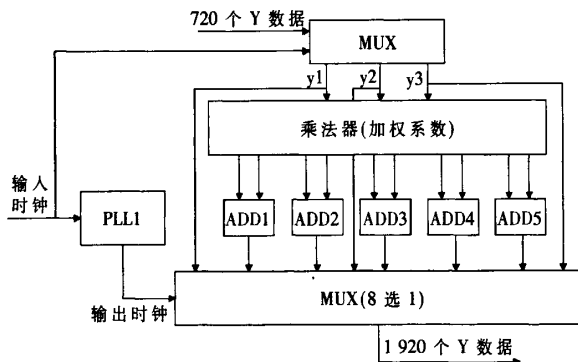 720 个 Y 数据
MUX
y1 y2 y3
乘法器(加权系数)
输入
时钟
PLL1
ADD1 ADD2 ADD3 ADD4 ADD5
输出时钟
MUX(8 选 1)
1 920 个 Y 数据